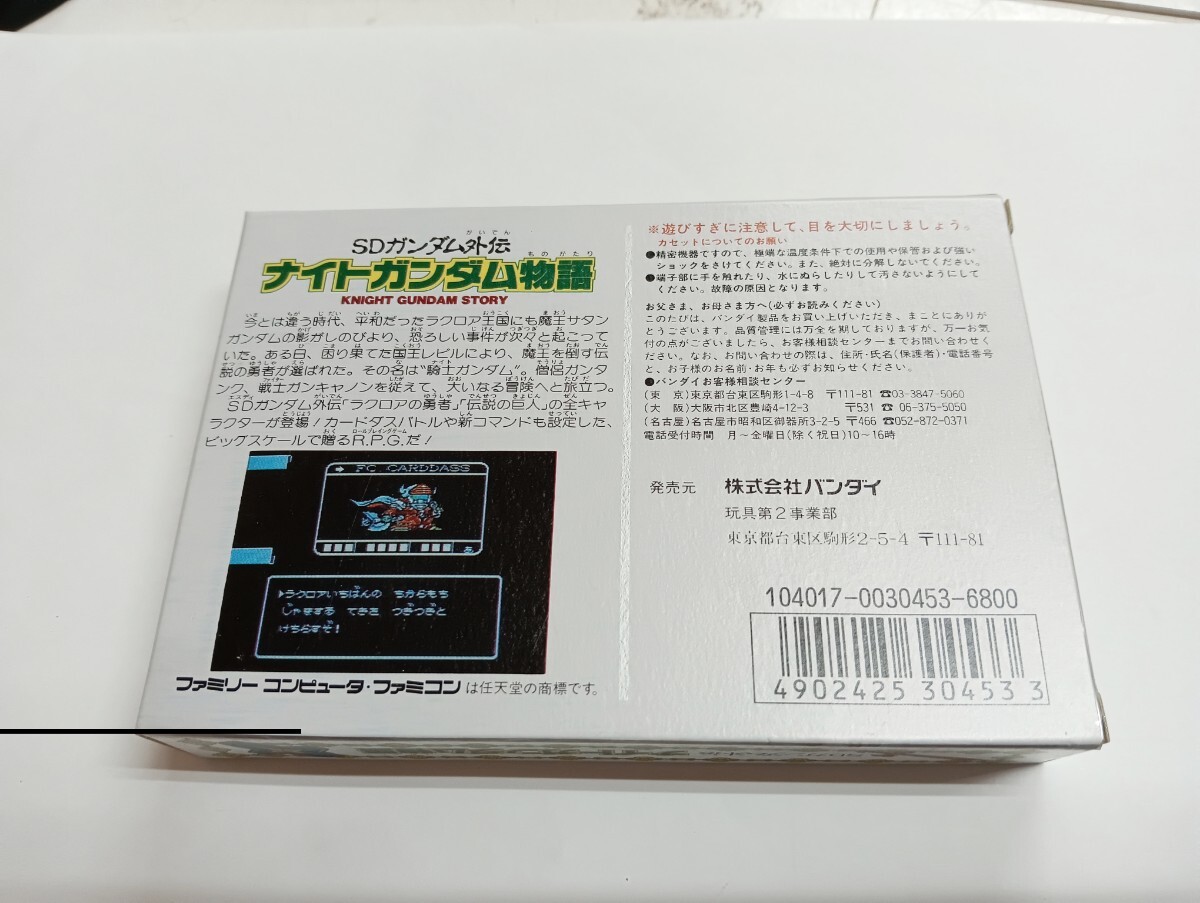 SDガンダム外伝
ナイトガンダム物語
KNIGHT GUNDAM STORY
今とは違う時代、平和だったラクロア王国にも魔王サタン
ガンダムの影がしのびより、恐ろしい事件が次々と起こって
いた。ある日、困り果てた国王レビルにより、魔王を倒す伝
説の勇者が選ばれた。その名は“騎士ガンダム”。僧侶ガンタ
ンク、戦士ガンキャノンを従えて、大いなる冒険へと旅立つ。
SDガンダム外伝「ラクロアの勇者」「伝説の巨人」の全キャ
ラクターが登場！カードダスバトルや新コマンドも設定した、
ビッグスケールで贈るR.P.G.だ！
➡ FC CARDDASS
▶ラクロアいちばんの ちからもち
じゃまする てきを つぎつぎと
けちらすぞ！
ファミリー コンピュータ・ファミコン は任天堂の商標です。
※遊びすぎに注意して、目を大切にしましょう。
カセットについてのお願い
●精密機器ですので、極端な温度条件下での使用や保管および強い
ショックをさけてください。また、絶対に分解しないでください。
●端子部に手を触れたり、水にぬらしたりして汚さないようにして
ください。故障の原因となります。
お父さま、お母さま方へ(必ずお読みください)
このたびは、バンダイ製品をお買い上げいただき、まことにありが
とうございます。品質管理には万全を期しておりますが、万一お気
付の点がございましたら、お客様相談センターまでお問い合わせく
ださい。なお、お問い合わせの際は、住所・氏名(保護者)・電話番号
と、お子様のお名前・お年も必ずお知らせください。
●バンダイお客様相談センター
(東 京)東京都台東区駒形1-4-8 〒111-81 ☎03-3847-5060
(大 阪)大阪市北区豊崎4-12-3 〒531 ☎ 06-375-5050
(名古屋)名古屋市昭和区御器所3-2-5 〒466 ☎052-872-0371
電話受付時間 月〜金曜日(除く祝日)10〜16時
発売元 株式会社バンダイ
玩具第2事業部
東京都台東区駒形2-5-4 〒111-81
104017-0030453-6800
4902425304533